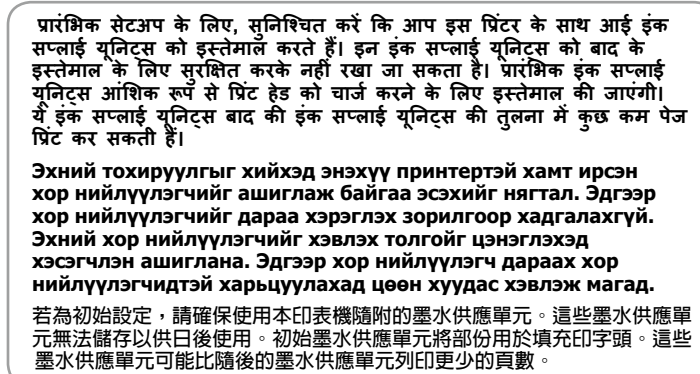 प्रारंभिक सेटअप के लिए, सुनिश्चित करें कि आप इस प्रिंटर के साथ आई इंक
सप्लाई यूनिट्स को इस्तेमाल करते हैं। इन इंक सप्लाई यूनिट्स को बाद के
इस्तेमाल के लिए सुरक्षित करके नहीं रखा जा सकता है। प्रारंभिक इंक सप्लाई
यूनिट्स आंशिक रूप से प्रिंट हेड को चार्ज करने के लिए इस्तेमाल की जाएंगी।
ये इंक सप्लाई यूनिट्स बाद की इंक सप्लाई यूनिट्स की तुलना में कुछ कम पेज
प्रिंट कर सकती हैं।
Эхний тохируулгыг хийхэд энэхүү принтертэй хамт ирсэн
хор нийлүүлэгчийг ашиглаж байгаа эсэхийг нягтал. Эдгээр
хор нийлүүлэгчийг дараа хэрэглэх зорилгоор хадгалахгүй.
Эхний хор нийлүүлэгчийг хэвлэх толгойг цэнэглэхэд
хэсэгчлэн ашиглана. Эдгээр хор нийлүүлэгч дараах хор
нийлүүлэгчидтэй харьцуулахад цөөн хуудас хэвлэж магад.
若為初始設定，請確保使用本印表機隨附的墨水供應單元。這些墨水供應單
元無法儲存以供日後使用。初始墨水供應單元將部份用於填充印字頭。這些
墨水供應單元可能比隨後的墨水供應單元列印更少的頁數。